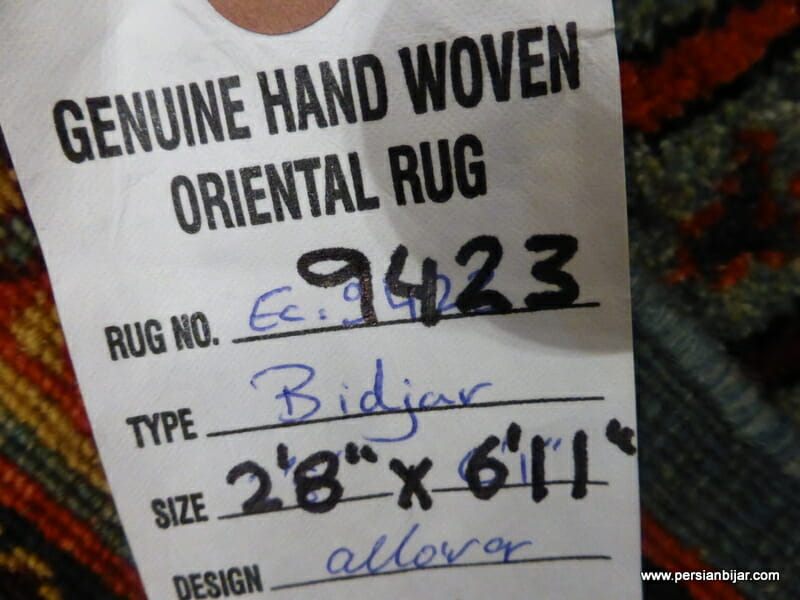 GENUINE HAND WOVEN
ORIENTAL RUG
RUG NO. Ec. 9423
TYPE Bidjar
SIZE 2'8" x 6'11"
DESIGN allover
www.persianbijar.com